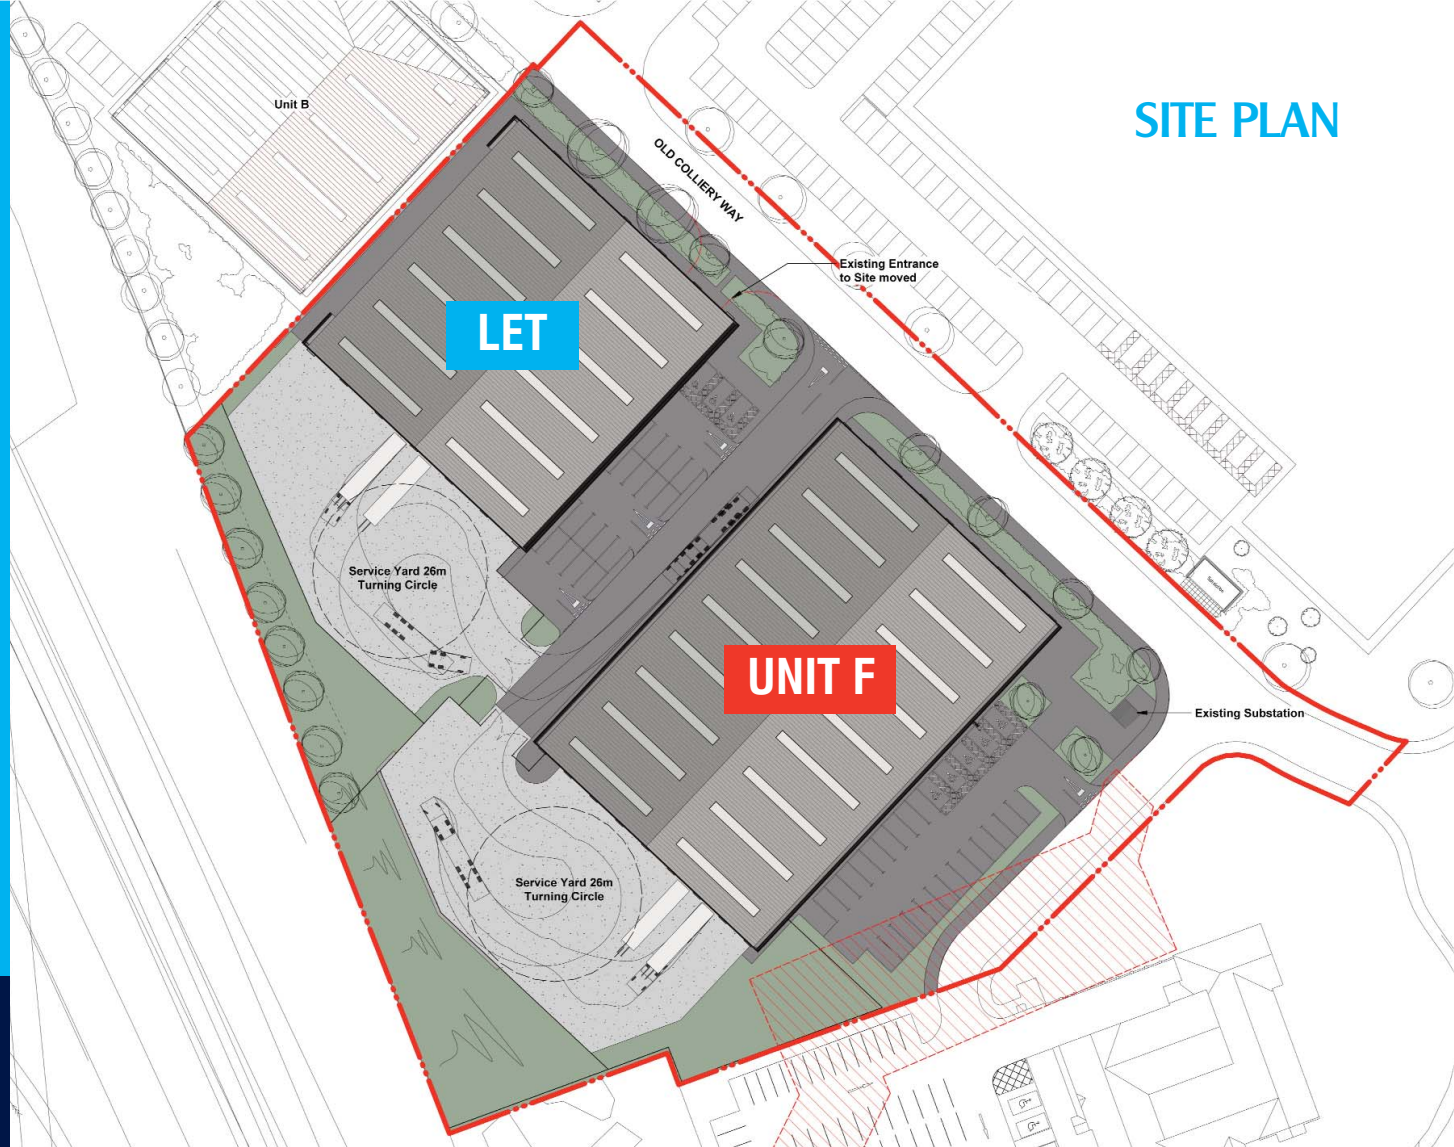 SITE PLAN
Unit B
OLD COLLIERY WAY
Existing Entrance
to Site moved
LET
Service Yard 26m
Turning Circle
UNIT F
Existing Substation
Service Yard 26m
Turning Circle